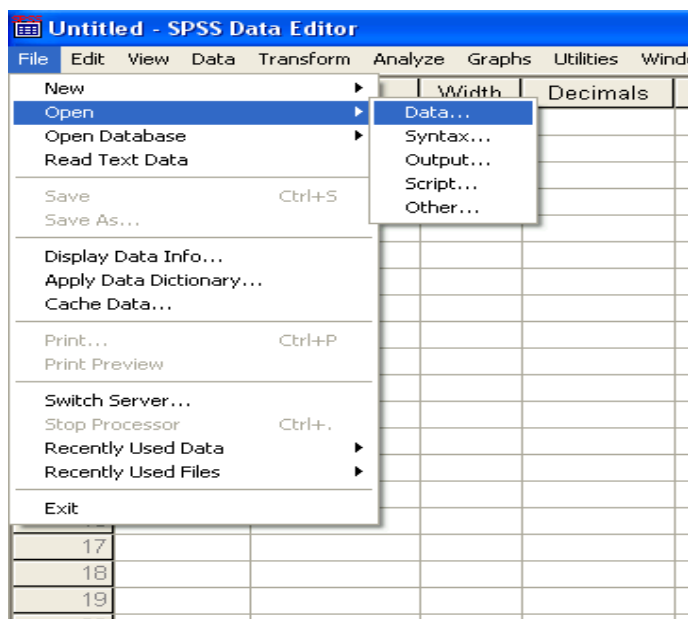 Untitled - SPSS Data Editor
File Edit View Data Transform Analyze Graphs Utilities
Width Decimals
New
Open
Open Database
Read Text Data
Save Ctrl+S
Save As...
Display Data Info...
Apply Data Dictionary...
Cache Data...
Print... Ctrl+P
Print Preview
Switch Server...
Stop Processor Ctrl+.
Recently Used Data
Recently Used Files
Exit
Data...
Syntax...
Output...
Script...
Other...
17
18
19